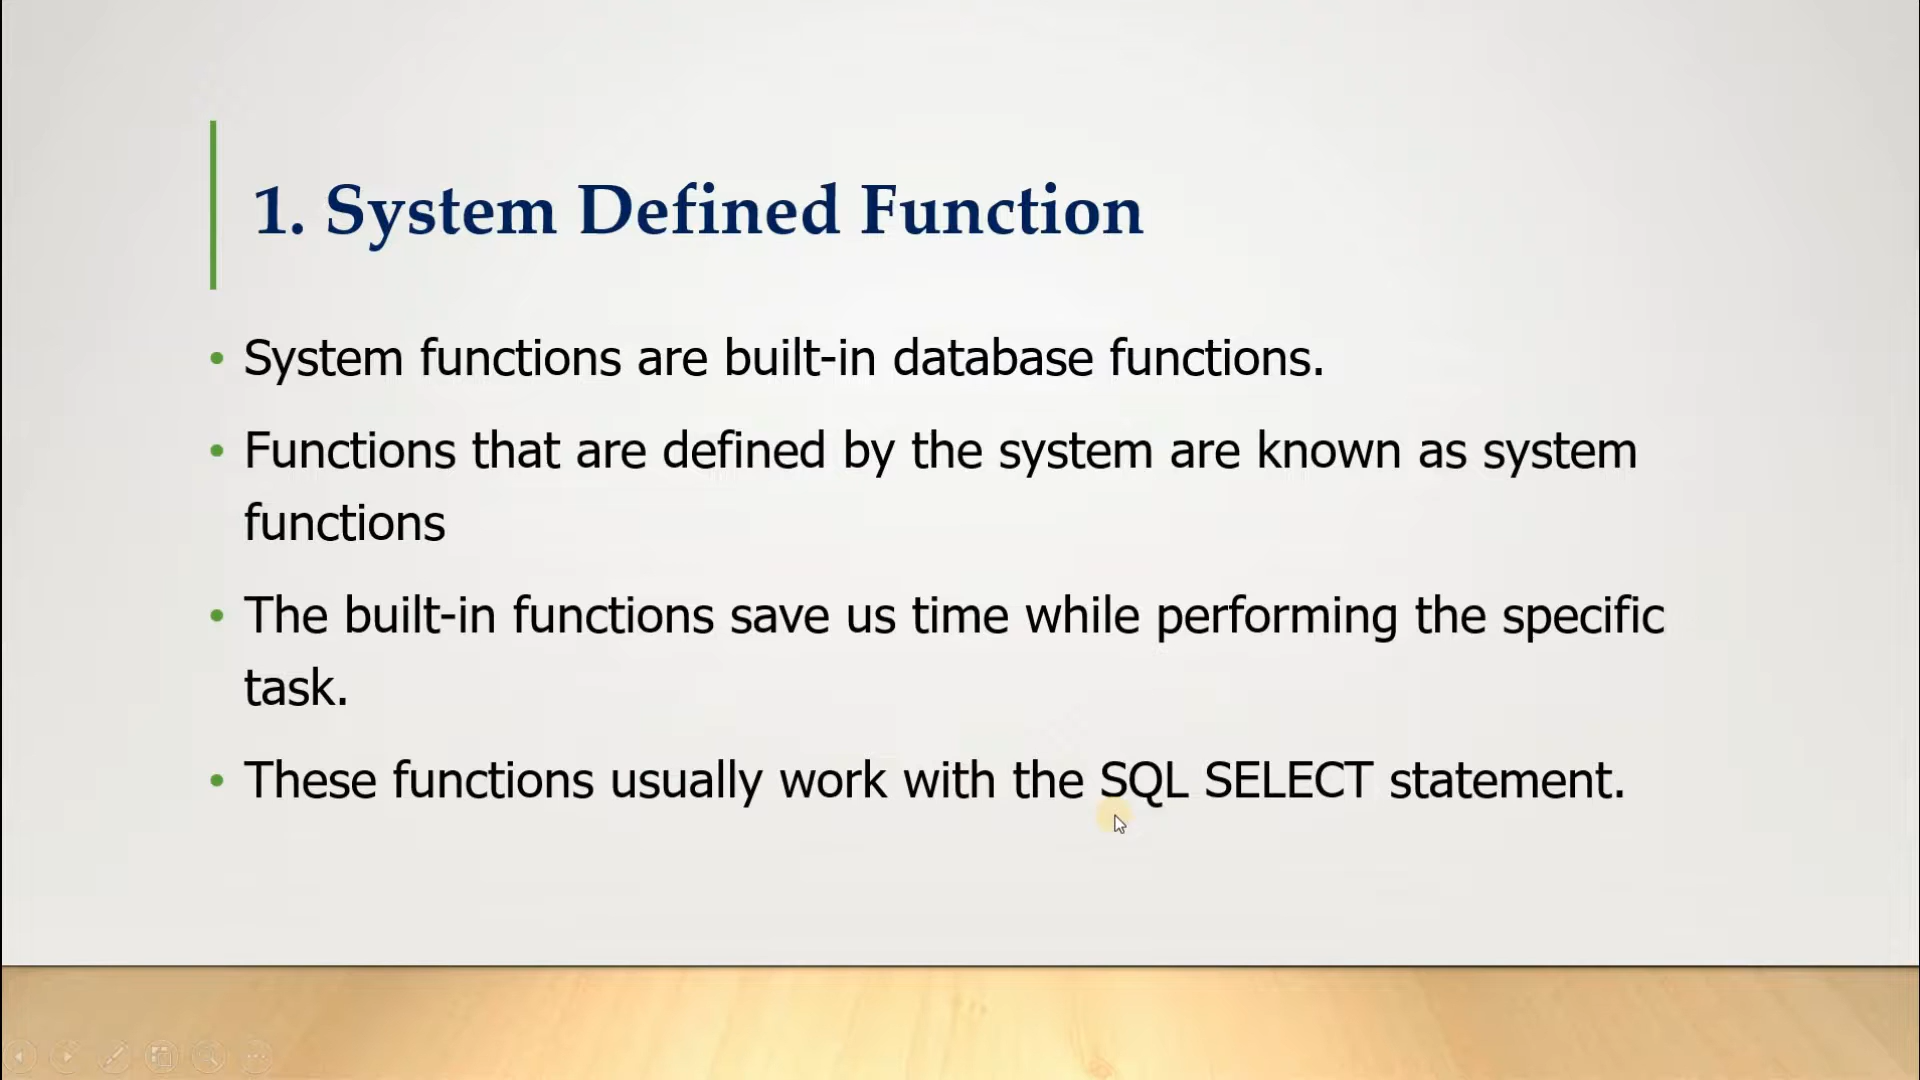 1. System Defined Function
• System functions are built-in database functions.
• Functions that are defined by the system are known as system
functions
• The built-in functions save us time while performing the specific
task.
• These functions usually work with the SQL SELECT statement.